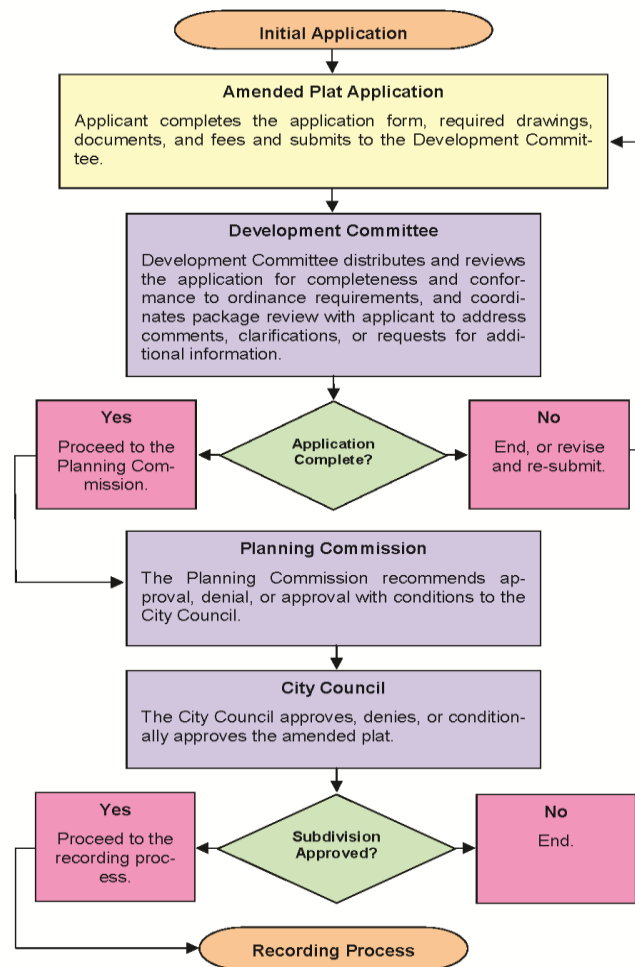 Initial Application
Amended Plat Application
Applicant completes the application form, required drawings,
documents, and fees and submits to the Development Commit-
tee.
Development Committee
Development Committee distributes and reviews
the application for completeness and confor-
mance to ordinance requirements, and coordi-
nates package review with applicant to address
comments, clarifications, or requests for addi-
tional information.
Yes
Proceed to the
Planning Com-
mission.
Application
Complete?
No
End, or revise
and re-submit.
Planning Commission
The Planning Commission recommends ap-
proval, denial, or approval with conditions to the
City Council.
City Council
The City Council approves, denies, or condition-
ally approves the amended plat.
Yes
Proceed to the
recording proc-
ess.
Subdivision
Approved?
No
End.
Recording Process